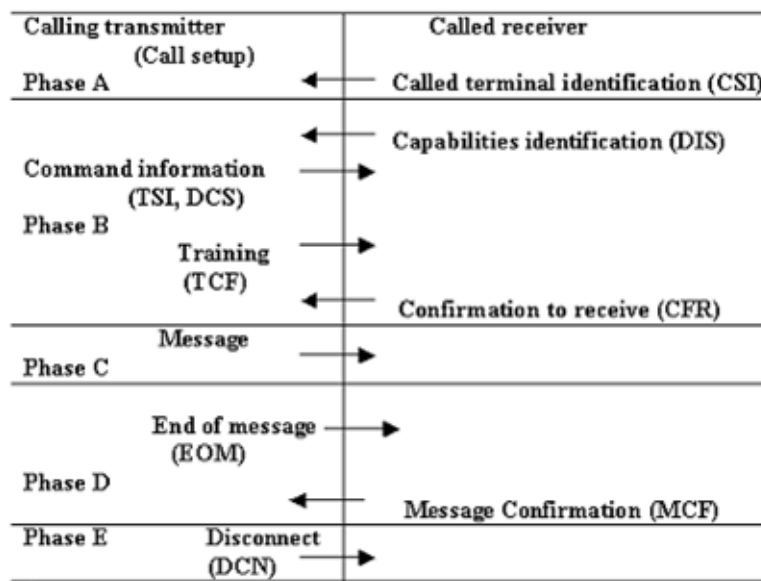 Calling transmitter
Called receiver
(Call setup)
Phase A
Called terminal identification (CSI)
Capabilities identification (DIS)
Command information
(TSI, DCS)
Phase B
Training
(TCF)
Confirmation to receive (CFR)
Message
Phase C
End of message
(EOM)
Phase D
Message Confirmation (MCF)
Phase E
Disconnect
(DCN)